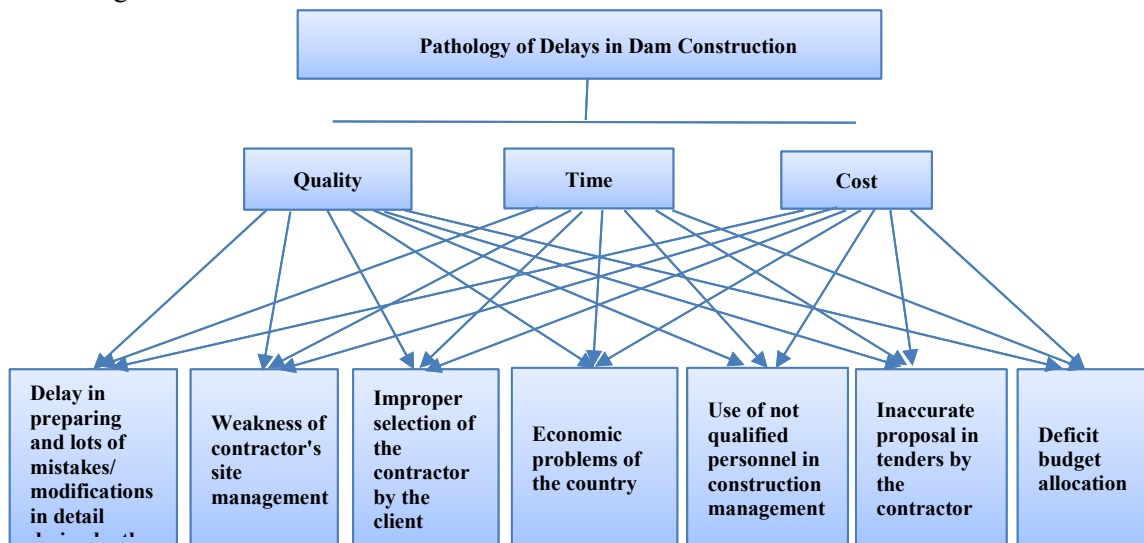 Pathology of Delays in Dam Construction
Quality
Time
Cost
Delay in
preparing
and lots of
mistakes/
modifications
in detail
Weakness of
contractor's
site
management
Improper
selection of
the
contractor
by the
client
Economic
problems of
the country
Use of not
qualified
personnel in
construction
management
Inaccurate
proposal in
tenders by
the
contractor
Deficit
budget
allocation